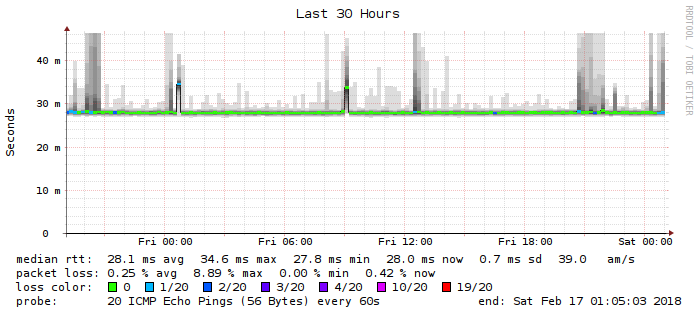 Last 30 Hours
RRDTOOL / TOBI OETIKER
Seconds
40 m
30 m
20 m
10 m
0
Fri 00:00 Fri 06:00 Fri 12:00 Fri 18:00 Sat 00:00
median rtt: 28.1 ms avg 34.6 ms max 27.8 ms min 28.0 ms now 0.7 ms sd 39.0 am/s
packet loss: 0.25 % avg 8.89 % max 0.00 % min 0.42 % now
loss color: 0 1/20 2/20 3/20 4/20 10/20 19/20
probe: 20 ICMP Echo Pings (56 Bytes) every 60s end: Sat Feb 17 01:05:03 2018